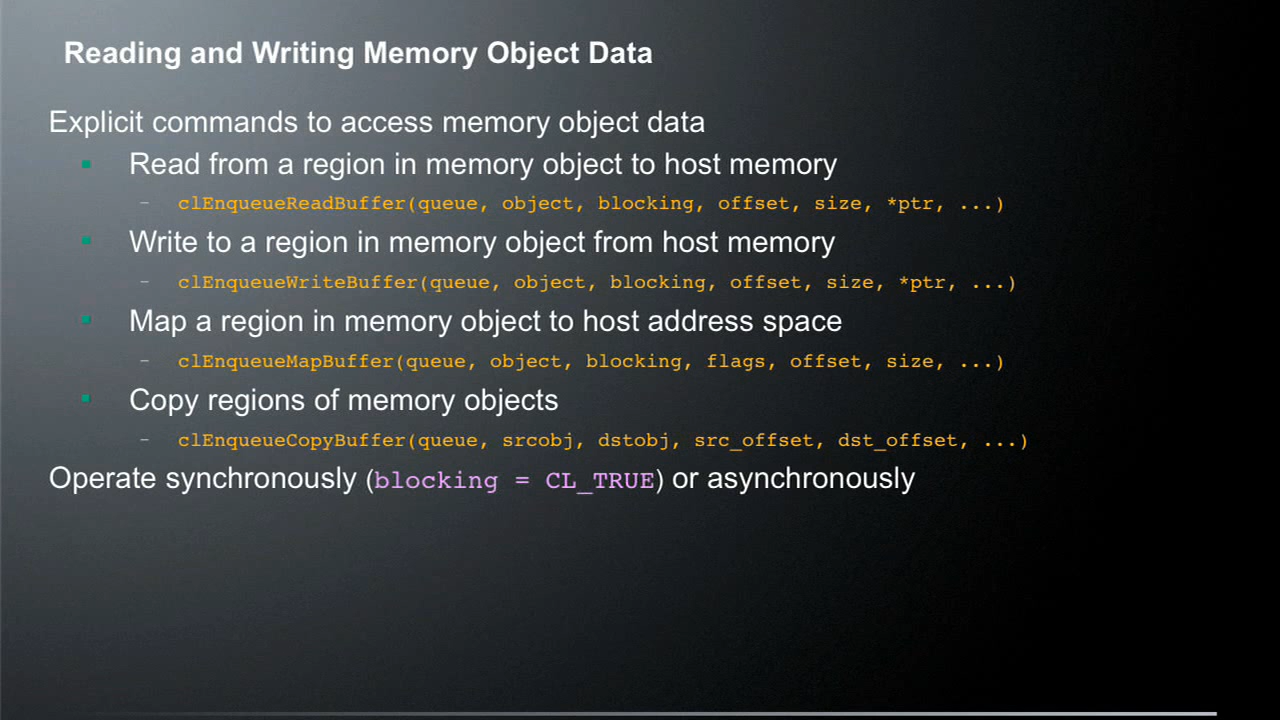 Reading and Writing Memory Object Data
Explicit commands to access memory object data
▪ Read from a region in memory object to host memory
– clEnqueueReadBuffer(queue, object, blocking, offset, size, *ptr, ...)
▪ Write to a region in memory object from host memory
– clEnqueueWriteBuffer(queue, object, blocking, offset, size, *ptr, ...)
▪ Map a region in memory object to host address space
– clEnqueueMapBuffer(queue, object, blocking, flags, offset, size, ...)
▪ Copy regions of memory objects
– clEnqueueCopyBuffer(queue, srcobj, dstobj, src_offset, dst_offset, ...)
Operate synchronously (blocking = CL_TRUE) or asynchronously